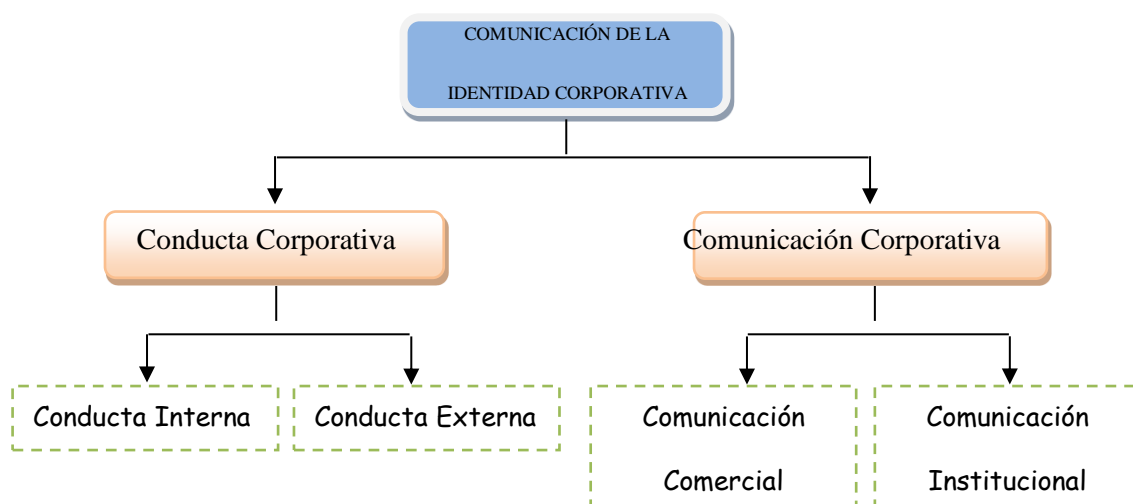 COMUNICACIÓN DE LA
IDENTIDAD CORPORATIVA
Conducta Corporativa
Comunicación Corporativa
Conducta Interna
Conducta Externa
Comunicación
Comercial
Comunicación
Institucional